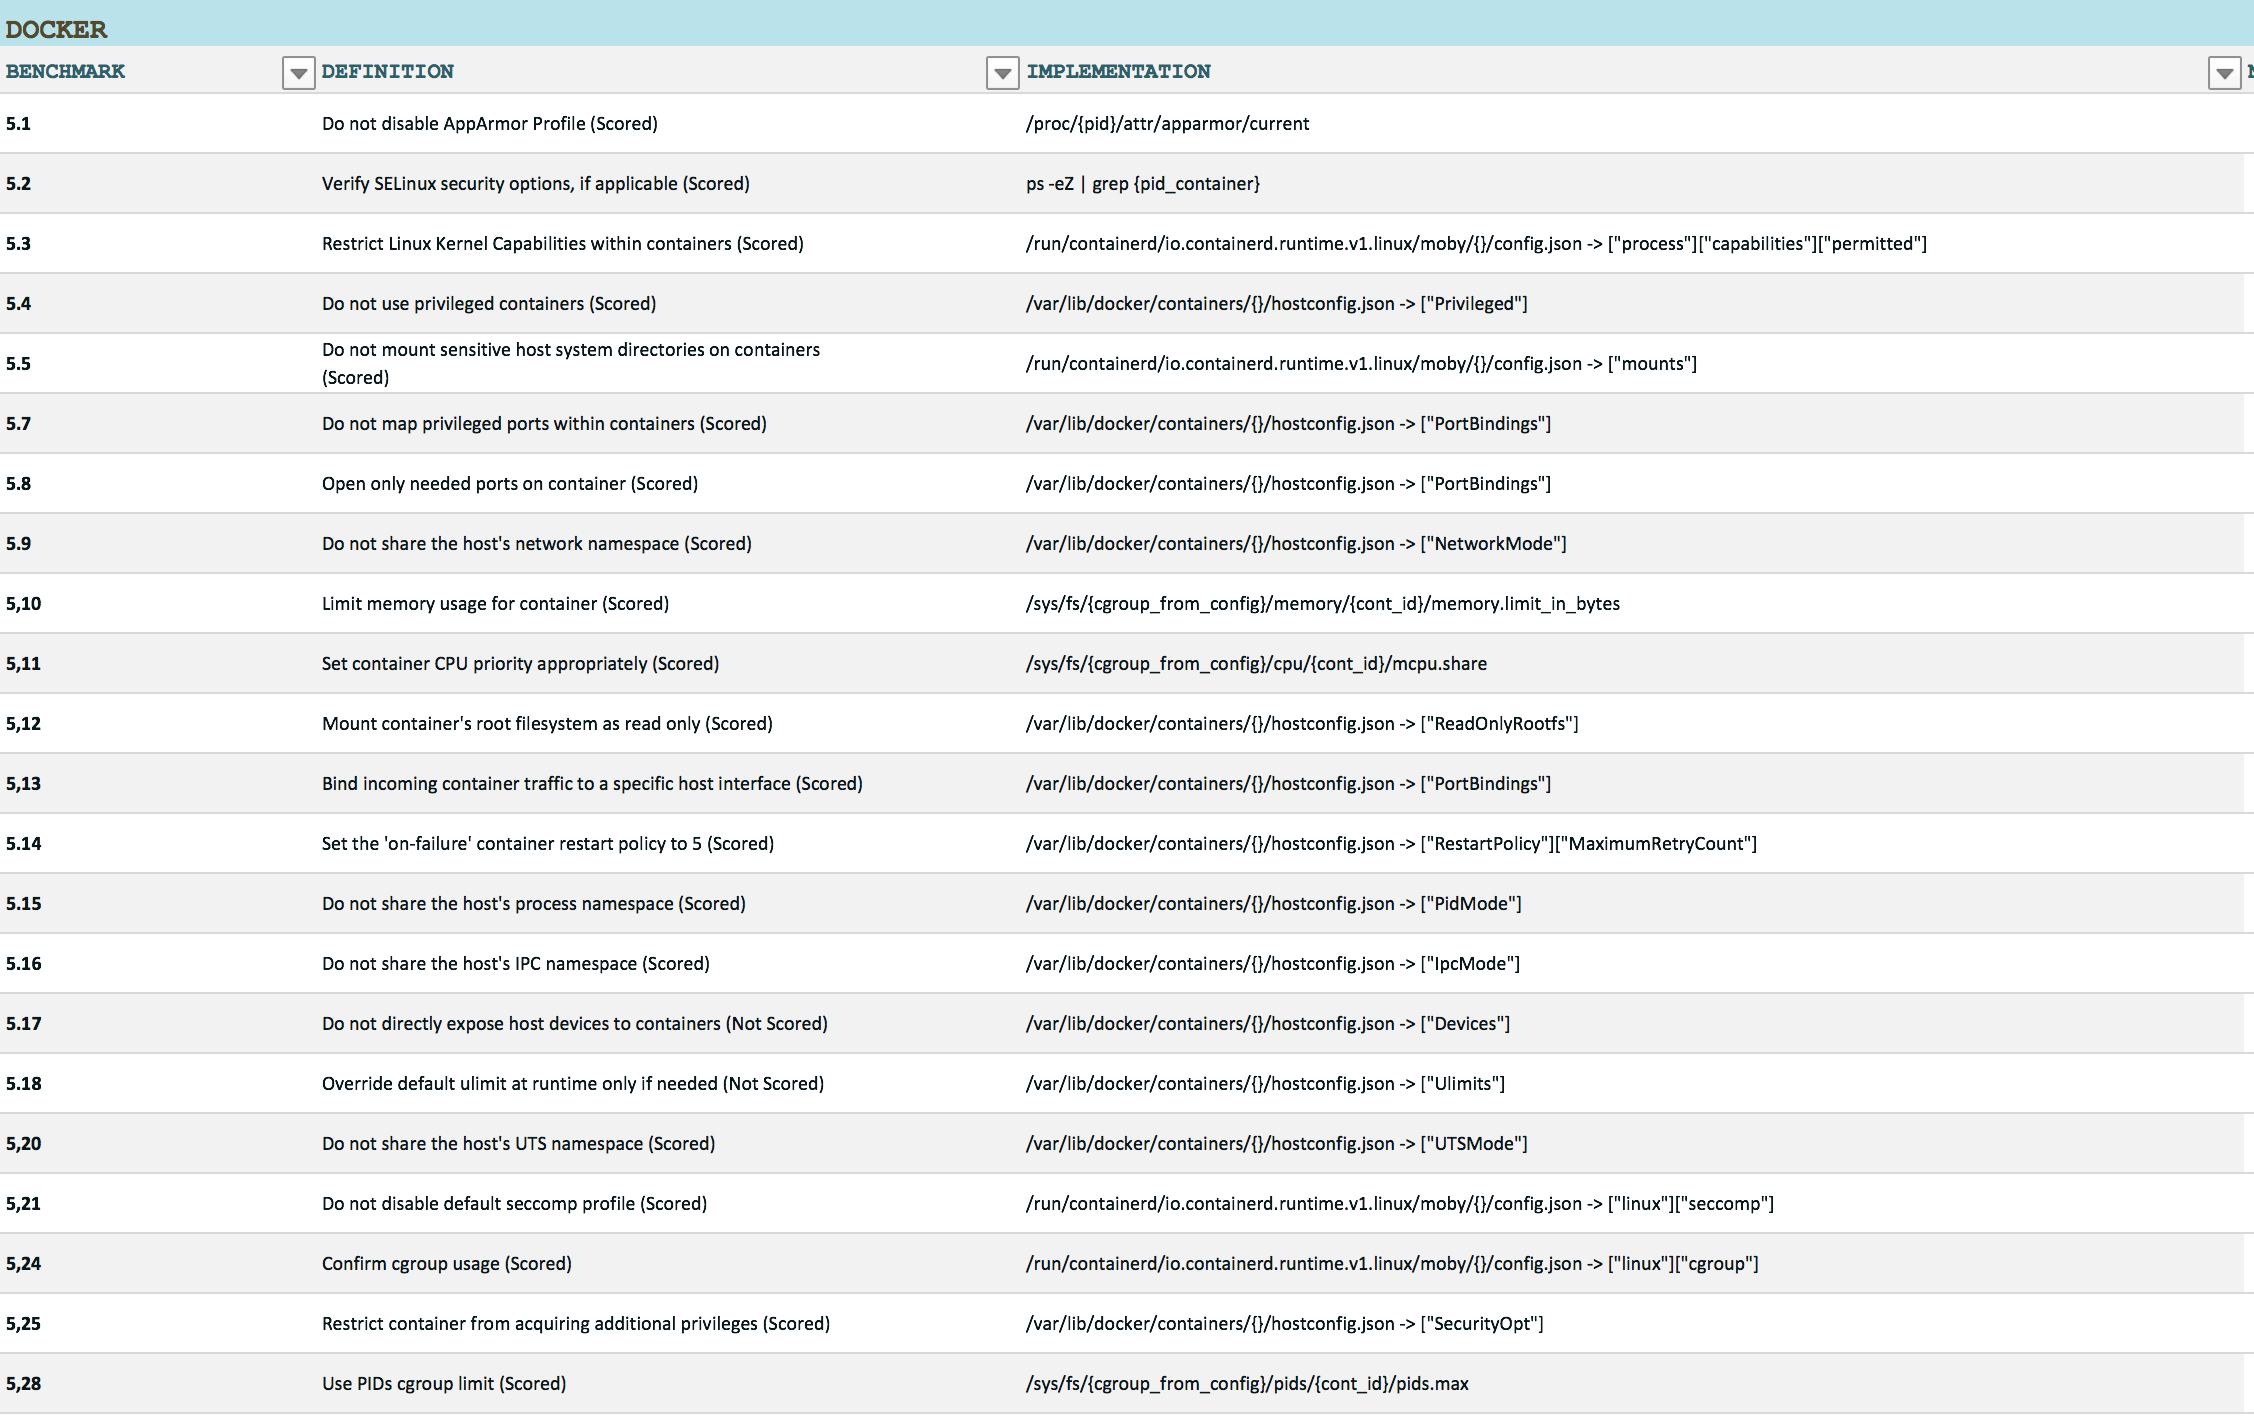 DOCKER
BENCHMARK DEFINITION IMPLEMENTATION
5.1 Do not disable AppArmor Profile (Scored) /proc/{pid}/attr/apparmor/current
5.2 Verify SELinux security options, if applicable (Scored) ps -eZ | grep {pid_container}
5.3 Restrict Linux Kernel Capabilities within containers (Scored) /run/containerd/io.containerd.runtime.v1.linux/moby/{}/config.json -> ["process"]["capabilities"]["permitted"]
5.4 Do not use privileged containers (Scored) /var/lib/docker/containers/{}/hostconfig.json -> ["Privileged"]
5.5 Do not mount sensitive host system directories on containers
(Scored) /run/containerd/io.containerd.runtime.v1.linux/moby/{}/config.json -> ["mounts"]
5.7 Do not map privileged ports within containers (Scored) /var/lib/docker/containers/{}/hostconfig.json -> ["PortBindings"]
5.8 Open only needed ports on container (Scored) /var/lib/docker/containers/{}/hostconfig.json -> ["PortBindings"]
5.9 Do not share the host's network namespace (Scored) /var/lib/docker/containers/{}/hostconfig.json -> ["NetworkMode"]
5,10 Limit memory usage for container (Scored) /sys/fs/{cgroup_from_config}/memory/{cont_id}/memory.limit_in_bytes
5,11 Set container CPU priority appropriately (Scored) /sys/fs/{cgroup_from_config}/cpu/{cont_id}/mcpu.share
5,12 Mount container's root filesystem as read only (Scored) /var/lib/docker/containers/{}/hostconfig.json -> ["ReadOnlyRootfs"]
5,13 Bind incoming container traffic to a specific host interface (Scored) /var/lib/docker/containers/{}/hostconfig.json -> ["PortBindings"]
5.14 Set the 'on-failure' container restart policy to 5 (Scored) /var/lib/docker/containers/{}/hostconfig.json -> ["RestartPolicy"]["MaximumRetryCount"]
5.15 Do not share the host's process namespace (Scored) /var/lib/docker/containers/{}/hostconfig.json -> ["PidMode"]
5.16 Do not share the host's IPC namespace (Scored) /var/lib/docker/containers/{}/hostconfig.json -> ["IpcMode"]
5.17 Do not directly expose host devices to containers (Not Scored) /var/lib/docker/containers/{}/hostconfig.json -> ["Devices"]
5.18 Override default ulimit at runtime only if needed (Not Scored) /var/lib/docker/containers/{}/hostconfig.json -> ["Ulimits"]
5,20 Do not share the host's UTS namespace (Scored) /var/lib/docker/containers/{}/hostconfig.json -> ["UTSMode"]
5,21 Do not disable default seccomp profile (Scored) /run/containerd/io.containerd.runtime.v1.linux/moby/{}/config.json -> ["linux"]["seccomp"]
5,24 Confirm cgroup usage (Scored) /run/containerd/io.containerd.runtime.v1.linux/moby/{}/config.json -> ["linux"]["cgroup"]
5,25 Restrict container from acquiring additional privileges (Scored) /var/lib/docker/containers/{}/hostconfig.json -> ["SecurityOpt"]
5,28 Use PIDs cgroup limit (Scored) /sys/fs/{cgroup_from_config}/pids/{cont_id}/pids.max